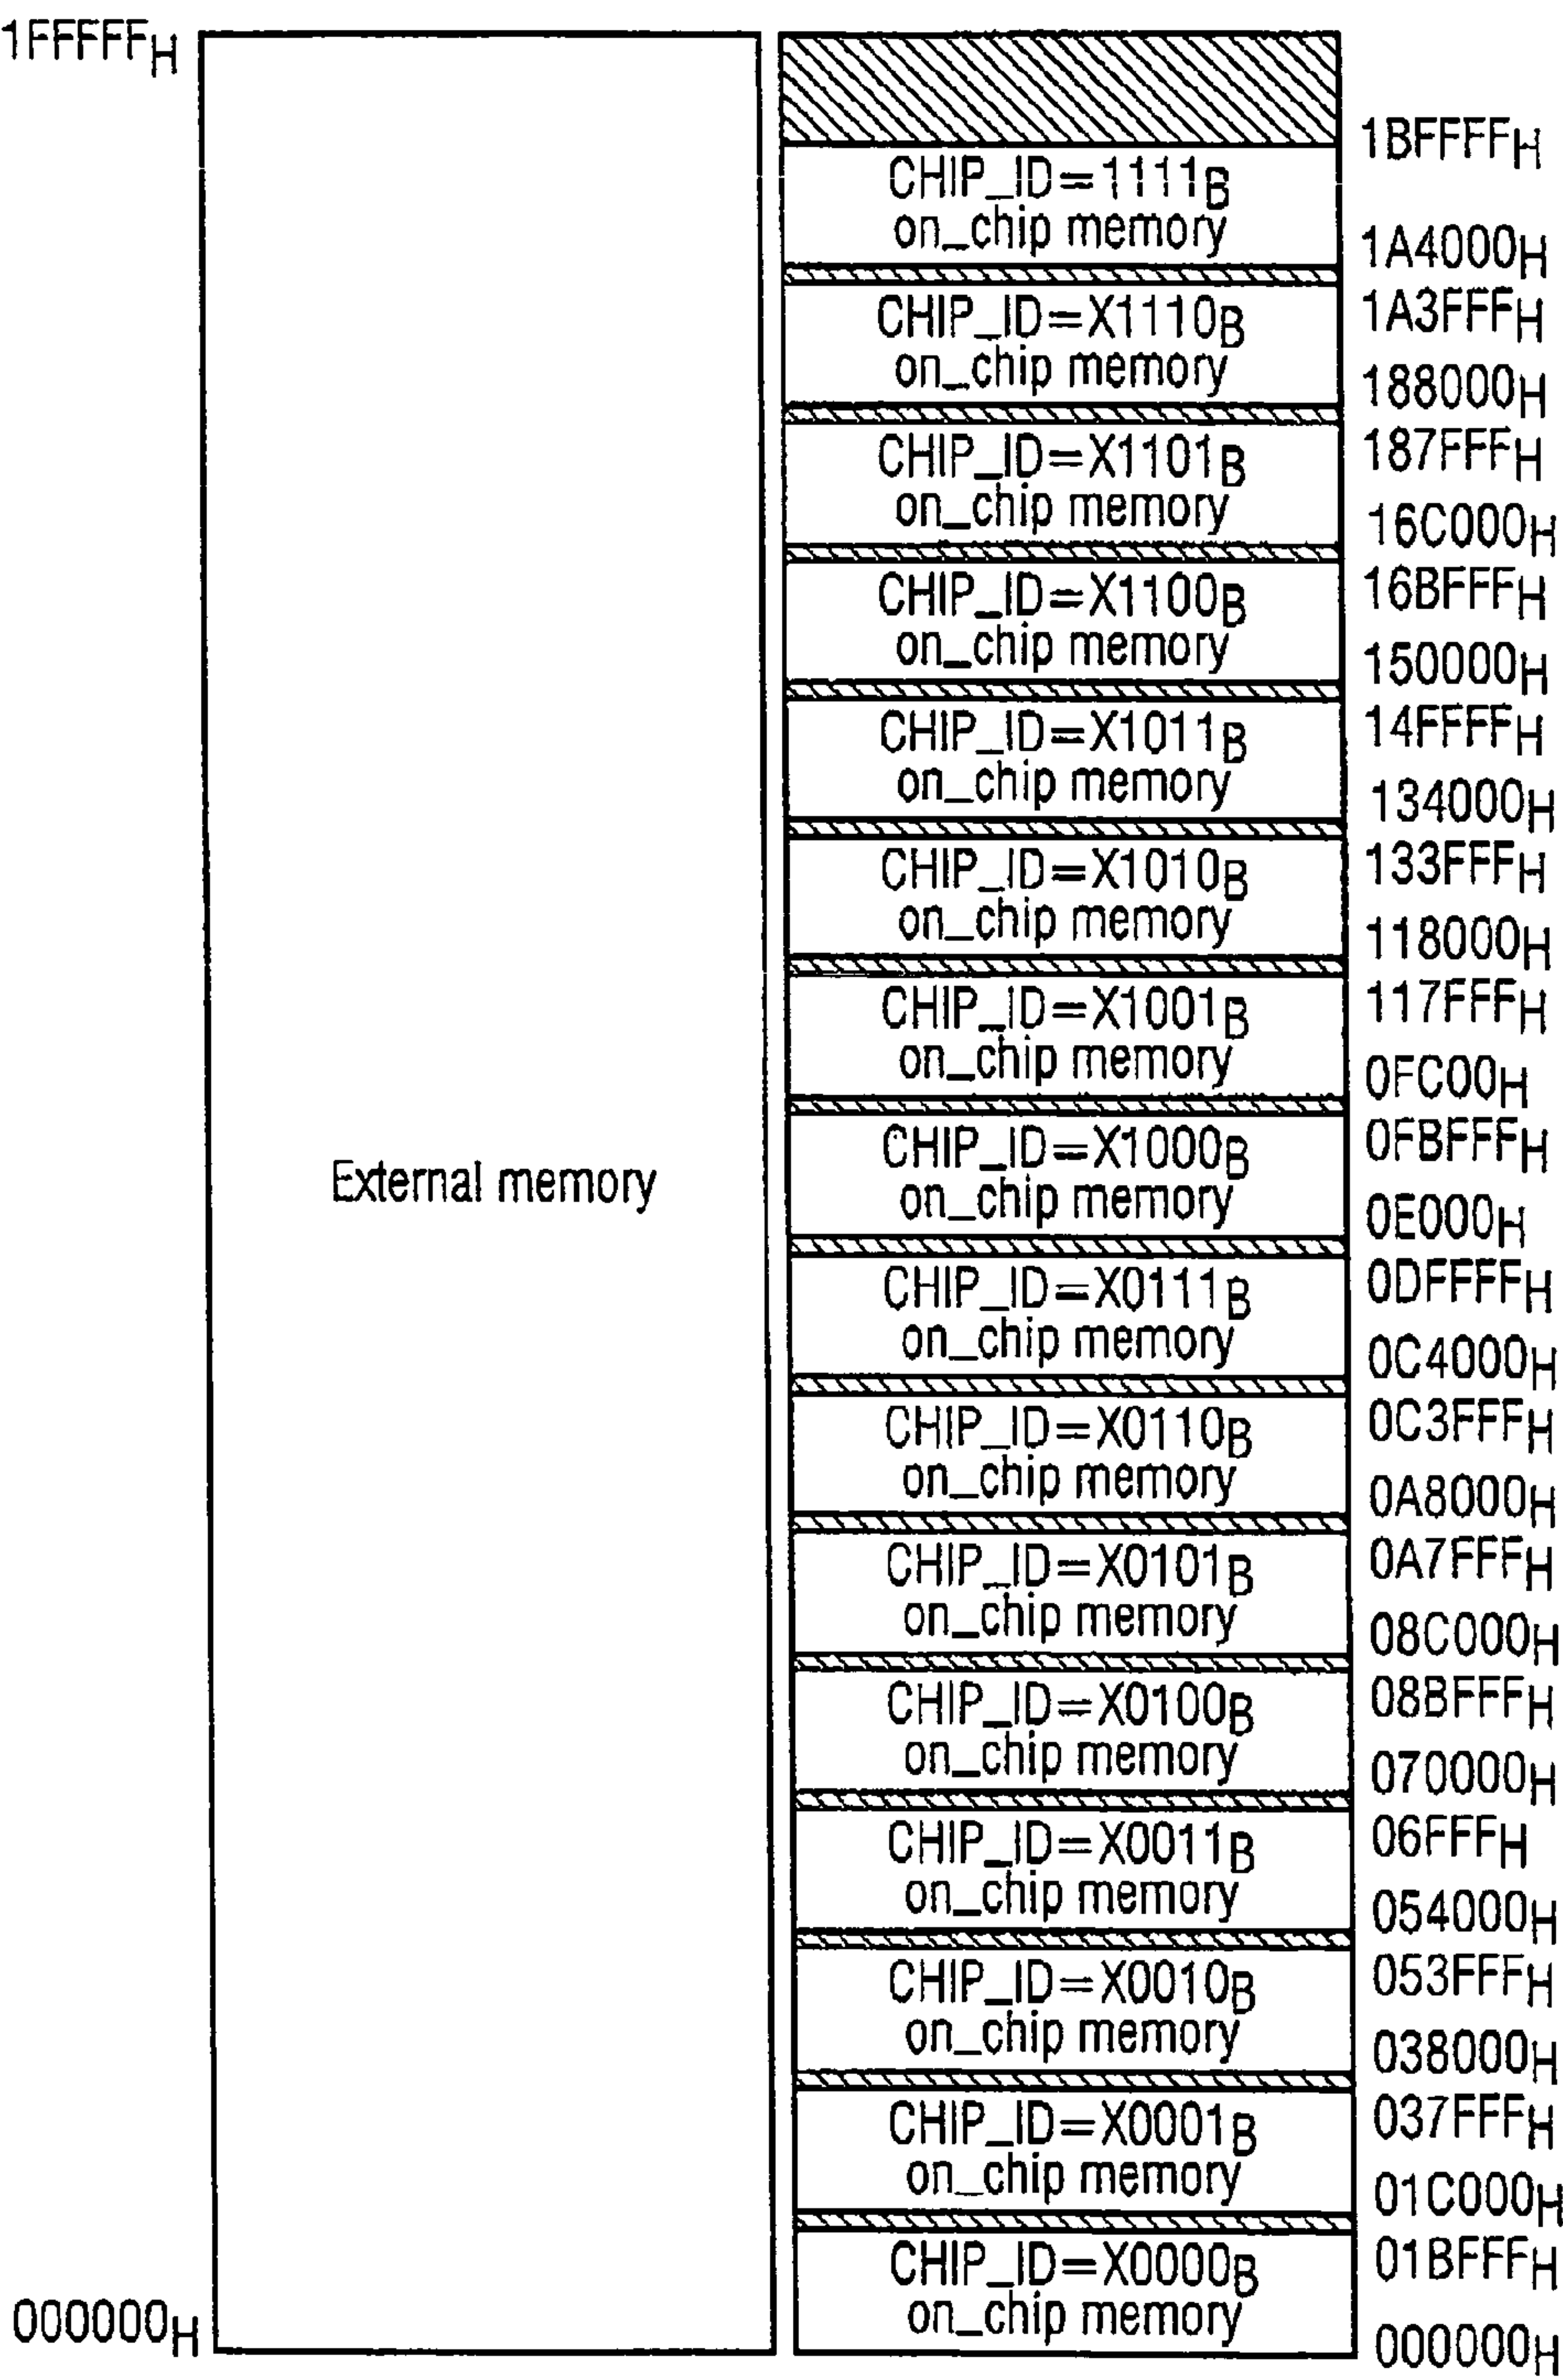 1FFFFFH
1BFFFFH
CHIP_ID=1111B
on_chip memory
1A4000H
CHIP_ID=X1110B
1A3FFFH
on_chip memory
188000H
CHIP_ID=X1101B
187FFFH
on_chip memory
16C000H
CHIP_ID=X1100B
16BFFFH
on_chip memory
150000H
CHIP_ID=X1011B
14FFFFH
on_chip memory
134000H
CHIP_ID=X1010B
133FFFH
on_chip memory
118000H
CHIP_ID=X1001B
117FFFH
on_chip memory
0FC00H
External memory
CHIP_ID=X1000B
0FBFFFH
on_chip memory
0E000H
CHIP_ID=X0111B
0DFFFFH
on_chip memory
0C4000H
CHIP_ID=X0110B
0C3FFFH
on_chip memory
0A8000H
CHIP_ID=X0101B
0A7FFFH
on_chip memory
08C000H
CHIP_ID=X0100B
08BFFFH
on_chip memory
070000H
CHIP_ID=X0011B
06FFFH
on_chip memory
054000H
CHIP_ID=X0010B
053FFFH
on_chip memory
038000H
CHIP_ID=X0001B
037FFFH
on_chip memory
01C000H
CHIP_ID=X0000B
01BFFFH
on_chip memory
000000H
000000H